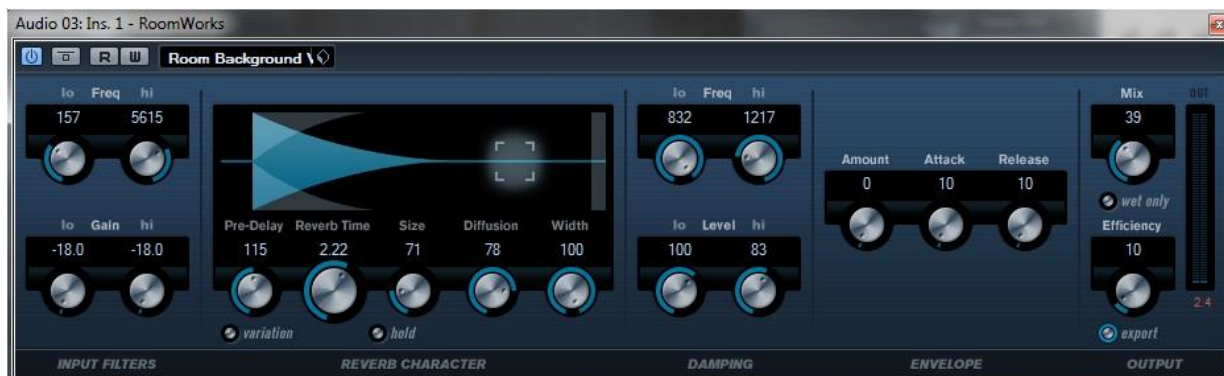 Audio 03: Ins. 1 - RoomWorks
R W Room Background V
lo Freq hi
157 5615
lo Gain hi
-18.0 -18.0
INPUT FILTERS
Pre-Delay Reverb Time Size Diffusion Width
115 2.22 71 78 100
variation hold
REVERB CHARACTER
lo Freq hi
832 1217
lo Level hi
100 83
DAMPING
Amount Attack Release
0 10 10
ENVELOPE
Mix OUT
39
wet only
Efficiency
10
2.4
export
OUTPUT